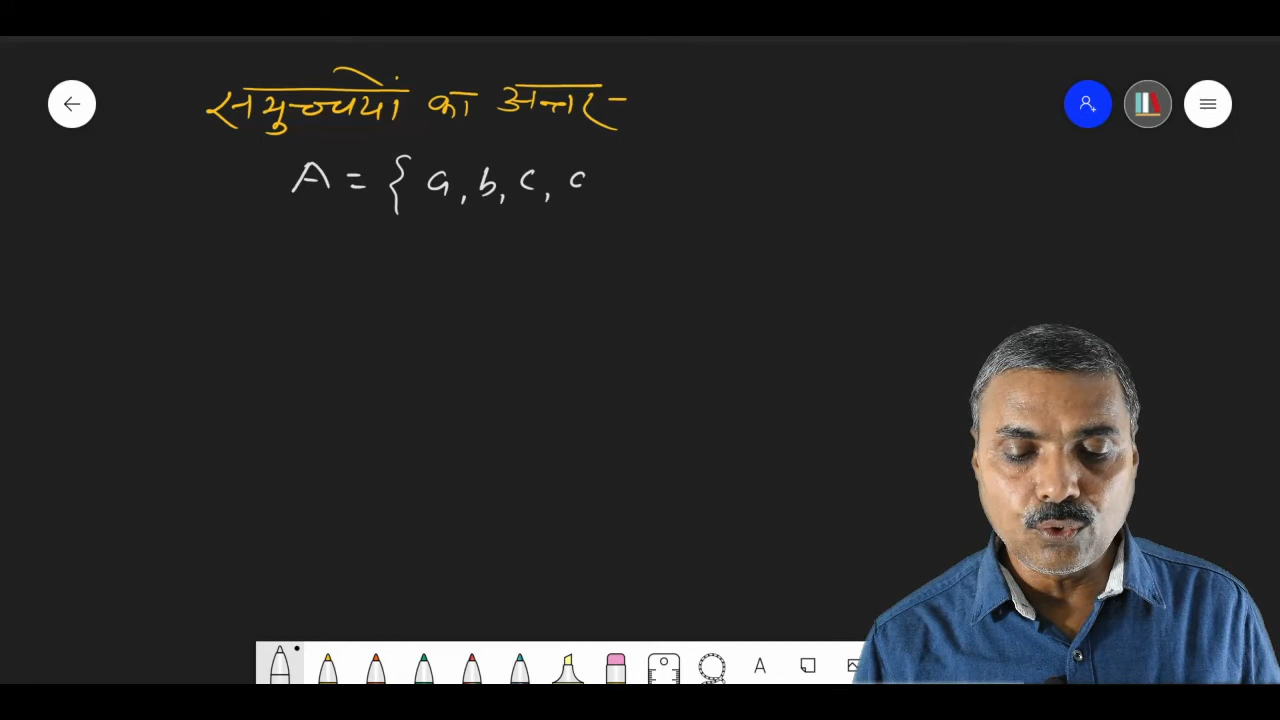 समुच्चयों का अन्तर -
A = { a, b, c, c